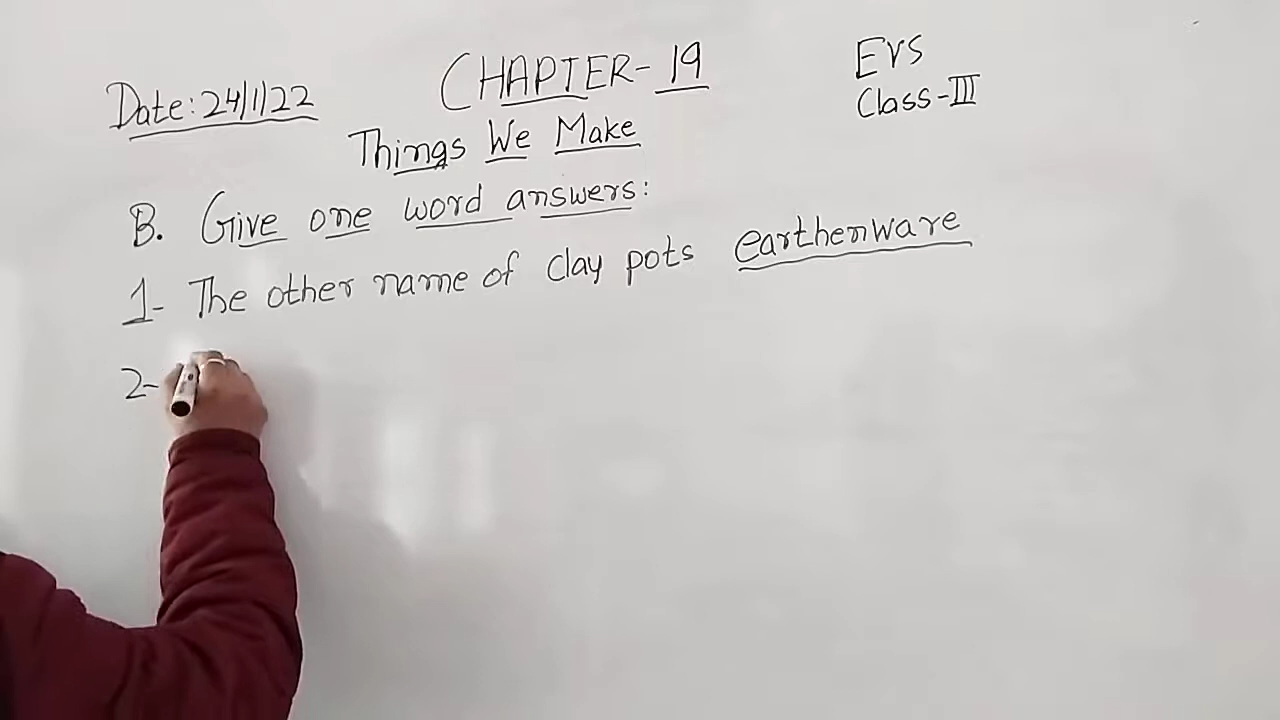 Date: 24/1/22
CHAPTER-19
EVS
Class-III
Things We Make
B. Give one word answers:
1- The other name of clay pots earthenware
2-